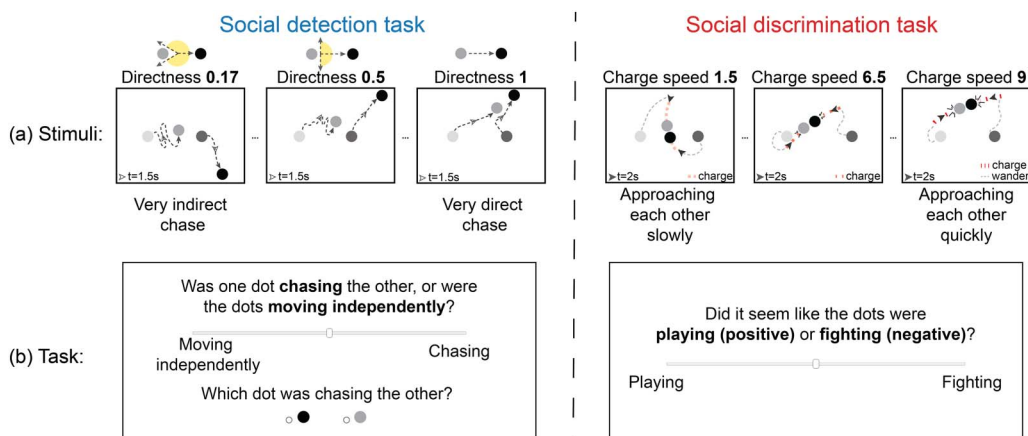 Social detection task
Social discrimination task
Directness 0.17
Directness 0.5
Directness 1
Charge speed 1.5
Charge speed 6.5
Charge speed 9
(a) Stimuli:
...
...
...
...
t=1.5s
t=1.5s
t=1.5s
t=2s
charge
t=2s
charge
t=2s
charge
wander
Very indirect
chase
Very direct
chase
Approaching
each other
slowly
Approaching
each other
quickly
(b) Task:
Was one dot chasing the other, or were
the dots moving independently?
Moving
independently
Chasing
Which dot was chasing the other?
Did it seem like the dots were
playing (positive) or fighting (negative)?
Playing
Fighting